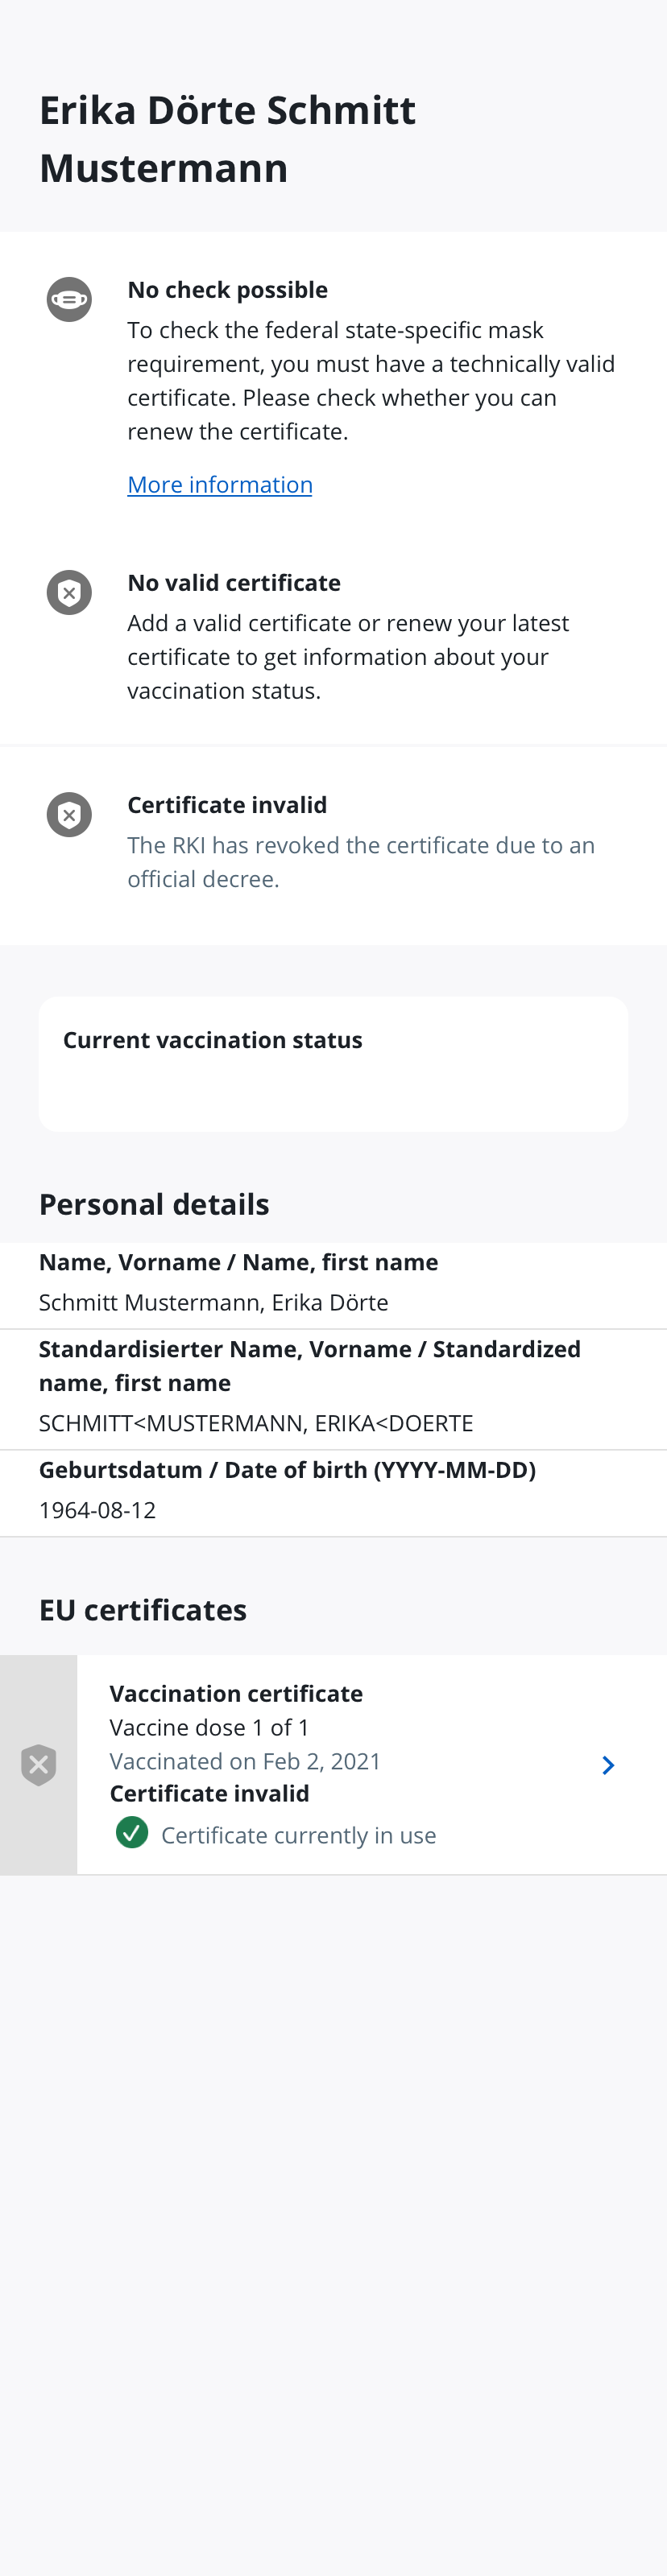 Erika Dörte Schmitt
Mustermann
No check possible
To check the federal state-specific mask
requirement, you must have a technically valid
certificate. Please check whether you can
renew the certificate.
More information
No valid certificate
Add a valid certificate or renew your latest
certificate to get information about your
vaccination status.
Certificate invalid
The RKI has revoked the certificate due to an
official decree.
Current vaccination status
Personal details
Name, Vorname / Name, first name
Schmitt Mustermann, Erika Dörte
Standardisierter Name, Vorname / Standardized
name, first name
SCHMITT<MUSTERMANN, ERIKA<DOERTE
Geburtsdatum / Date of birth (YYYY-MM-DD)
1964-08-12
EU certificates
Vaccination certificate
Vaccine dose 1 of 1
Vaccinated on Feb 2, 2021
Certificate invalid
Certificate currently in use